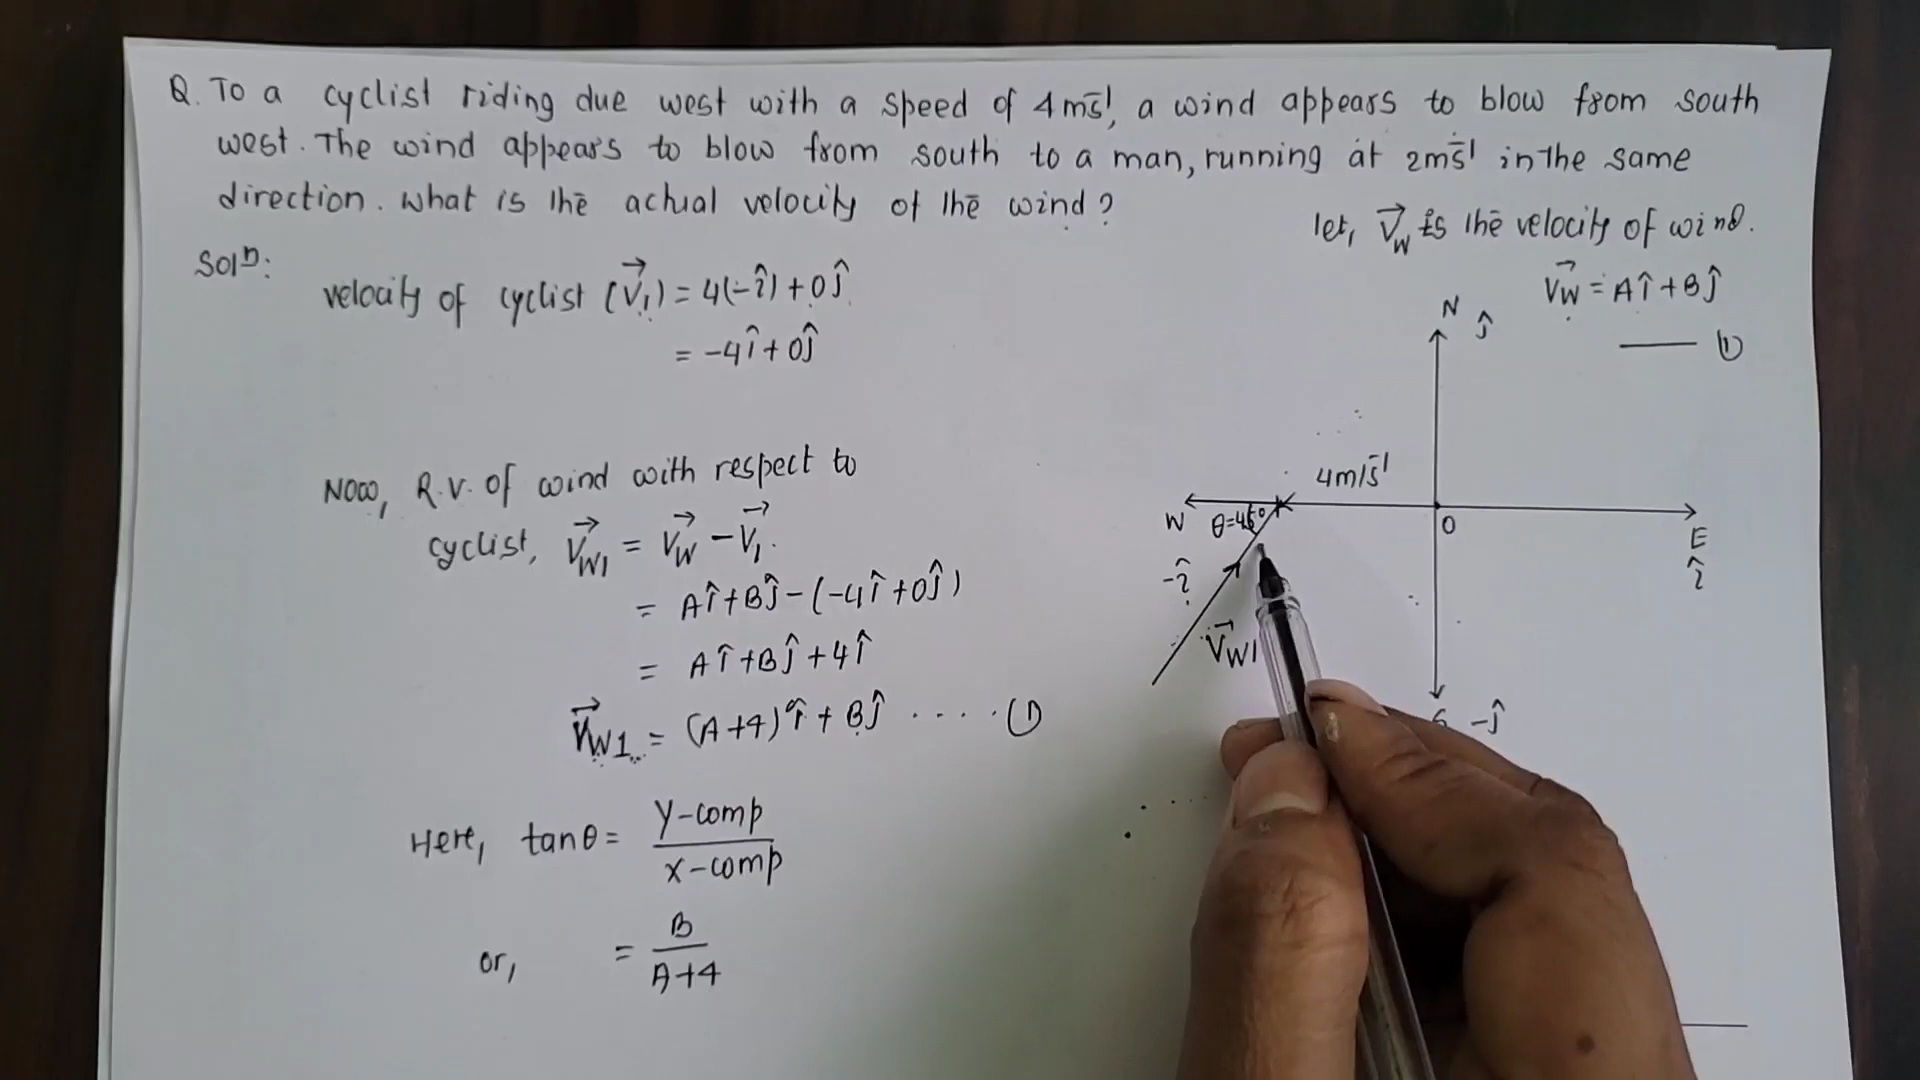 Q. To a cyclist riding due west with a speed of 4ms⁻¹, a wind appears to blow from south
west. The wind appears to blow from south to a man, running at 2ms⁻¹ in the same
direction. What is the actual velocity of the wind?
let, V⃗w is the velocity of wind.
Solⁿ:
velocity of cyclist (V⃗₁) = 4(-î) + 0ĵ
= -4î + 0ĵ
V⃗w = Aî + Bĵ
——— ①
N ĵ
Now, R.V. of wind with respect to
cyclist, V⃗w1 = V⃗w - V⃗₁.
= Aî + Bĵ - (-4î + 0ĵ)
= Aî + Bĵ + 4î
V⃗w1 = (A+4)î + Bĵ ..... ①
4m/s⁻¹
W θ=45° O E
-î î
V⃗w1
-ĵ
Here, tanθ = y-comp / x-comp
or, = B / A+4